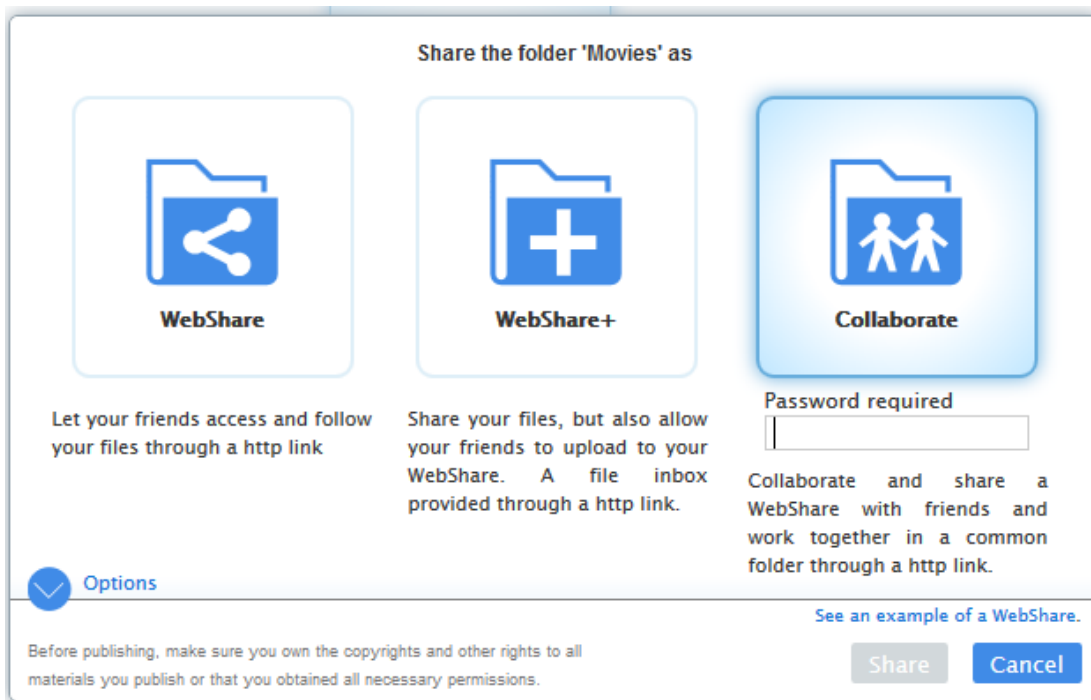 Share the folder 'Movies' as
WebShare
WebShare+
Collaborate
Let your friends access and follow
your files through a http link
Share your files, but also allow
your friends to upload to your
WebShare. A file inbox
provided through a http link.
Password required
Collaborate and share a
WebShare with friends and
work together in a common
folder through a http link.
Options
See an example of a WebShare.
Before publishing, make sure you own the copyrights and other rights to all
materials you publish or that you obtained all necessary permissions.
Share
Cancel